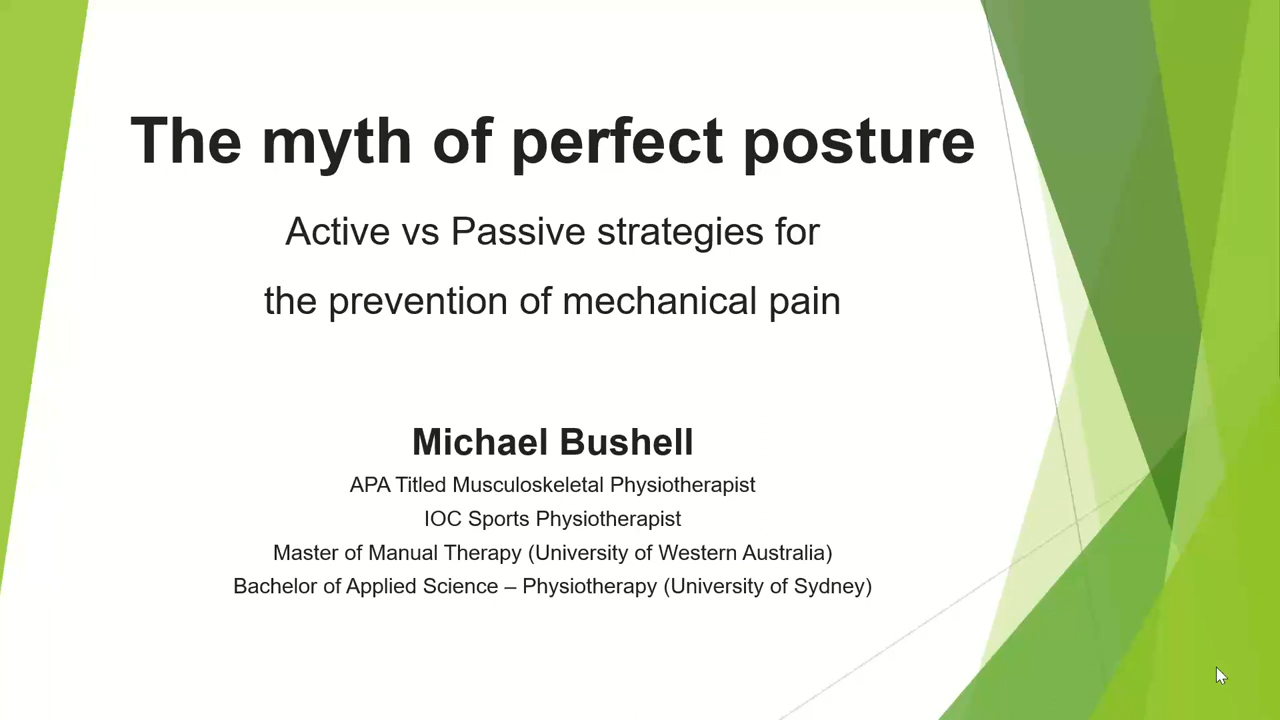 The myth of perfect posture
Active vs Passive strategies for
the prevention of mechanical pain
Michael Bushell
APA Titled Musculoskeletal Physiotherapist
IOC Sports Physiotherapist
Master of Manual Therapy (University of Western Australia)
Bachelor of Applied Science – Physiotherapy (University of Sydney)